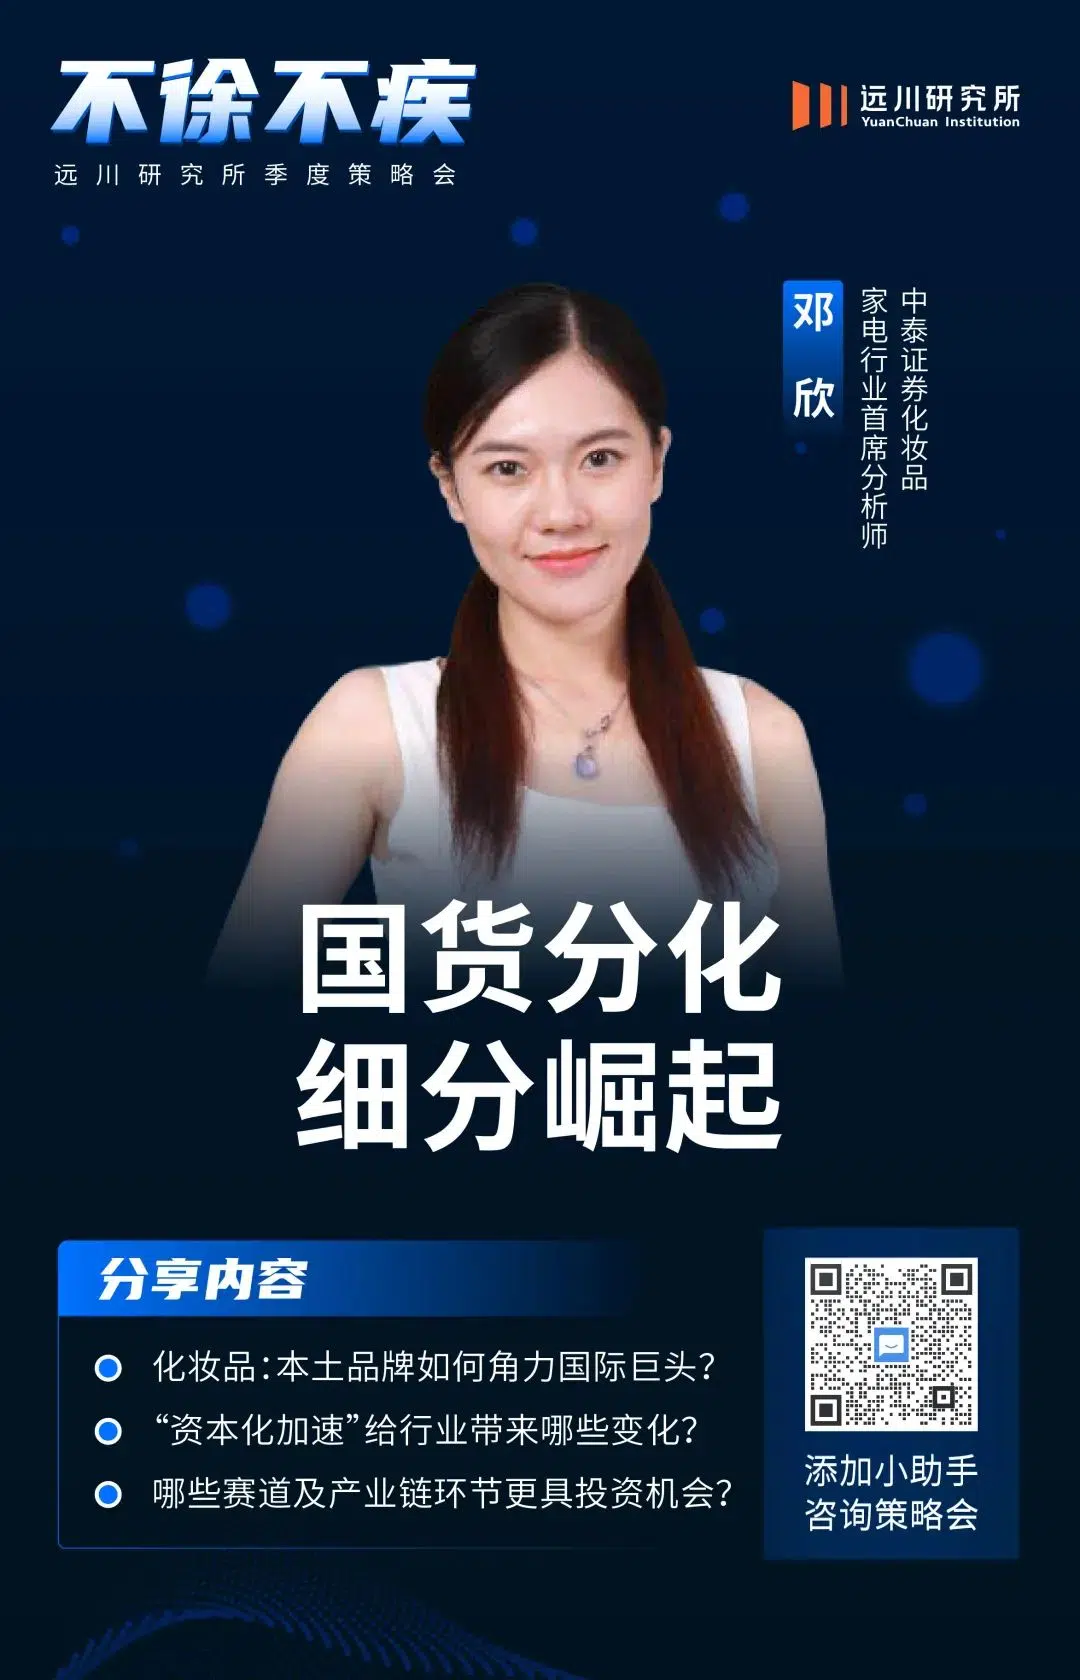 不徐不疾
远川研究所季度策略会
远川研究所
YuanChuan Institution
邓欣
中泰证券化妆品
家电行业首席分析师
国货分化
细分崛起
分享内容
化妆品：本土品牌如何角力国际巨头？
“资本化加速”给行业带来哪些变化？
哪些赛道及产业链环节更具投资机会？
添加小助手
咨询策略会